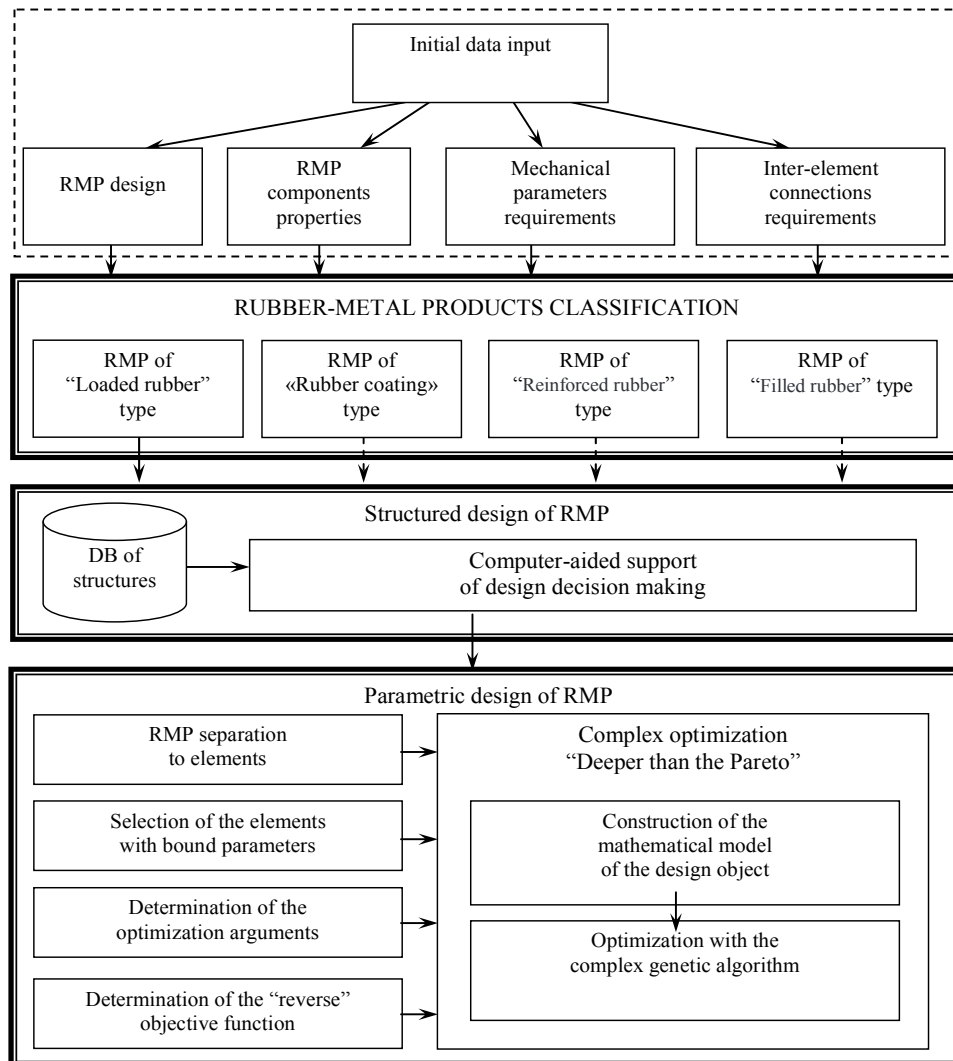 Initial data input
RMP design
RMP
components
properties
Mechanical
parameters
requirements
Inter-element
connections
requirements
RUBBER-METAL PRODUCTS CLASSIFICATION
RMP of
“Loaded rubber”
type
RMP of
«Rubber coating»
type
RMP of
“Reinforced rubber”
type
RMP of
“Filled rubber” type
Structured design of RMP
DB of
structures
Computer-aided support
of design decision making
Parametric design of RMP
RMP separation
to elements
Selection of the elements
with bound parameters
Determination of the
optimization arguments
Determination of the “reverse”
objective function
Complex optimization
“Deeper than the Pareto”
Construction of the
mathematical model
of the design object
Optimization with the
complex genetic algorithm